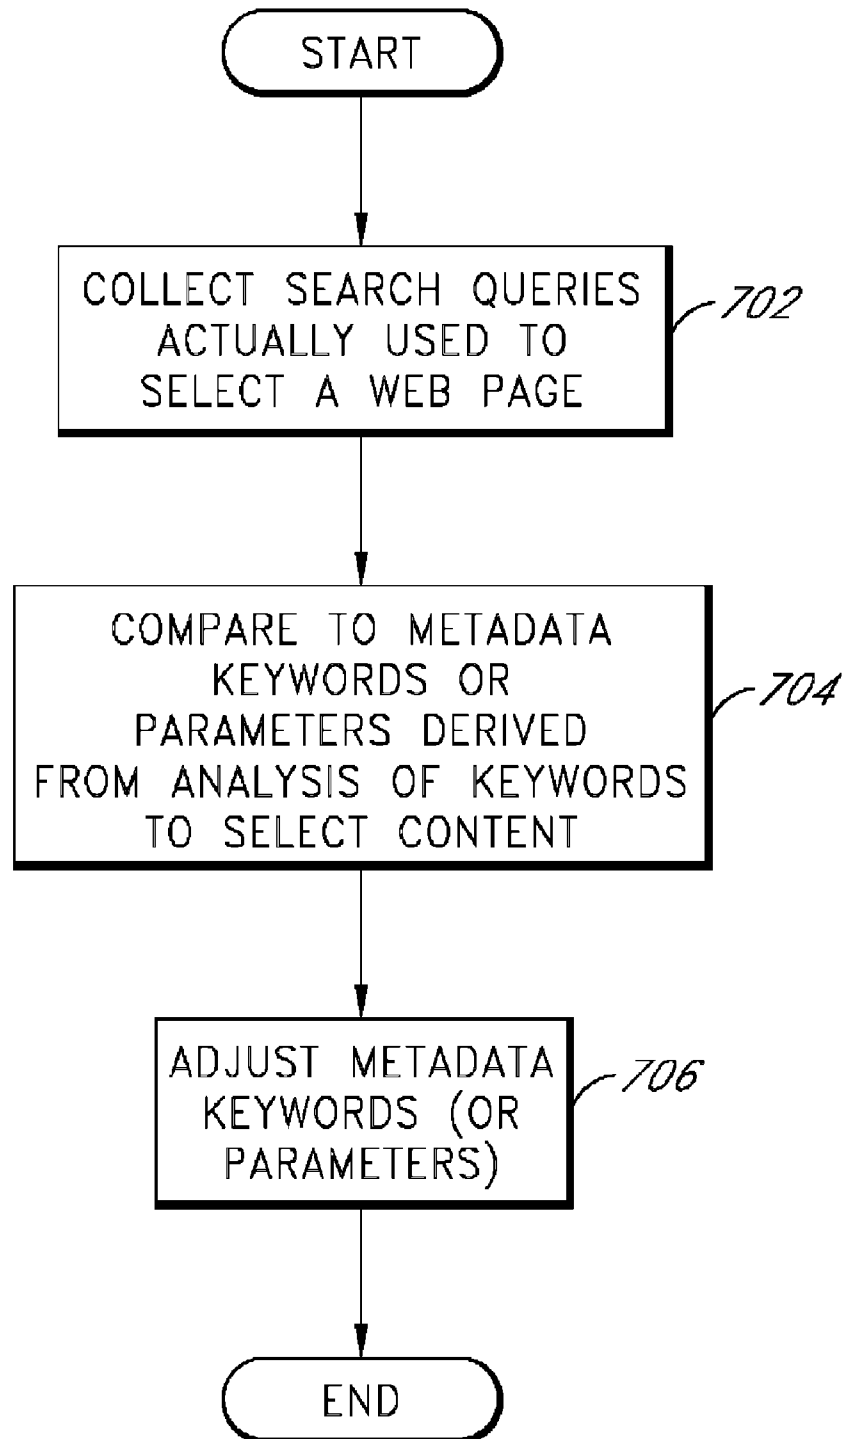 START
COLLECT SEARCH QUERIES
ACTUALLY USED TO
SELECT A WEB PAGE
702
COMPARE TO METADATA
KEYWORDS OR
PARAMETERS DERIVED
FROM ANALYSIS OF KEYWORDS
TO SELECT CONTENT
704
ADJUST METADATA
KEYWORDS (OR
PARAMETERS)
706
END